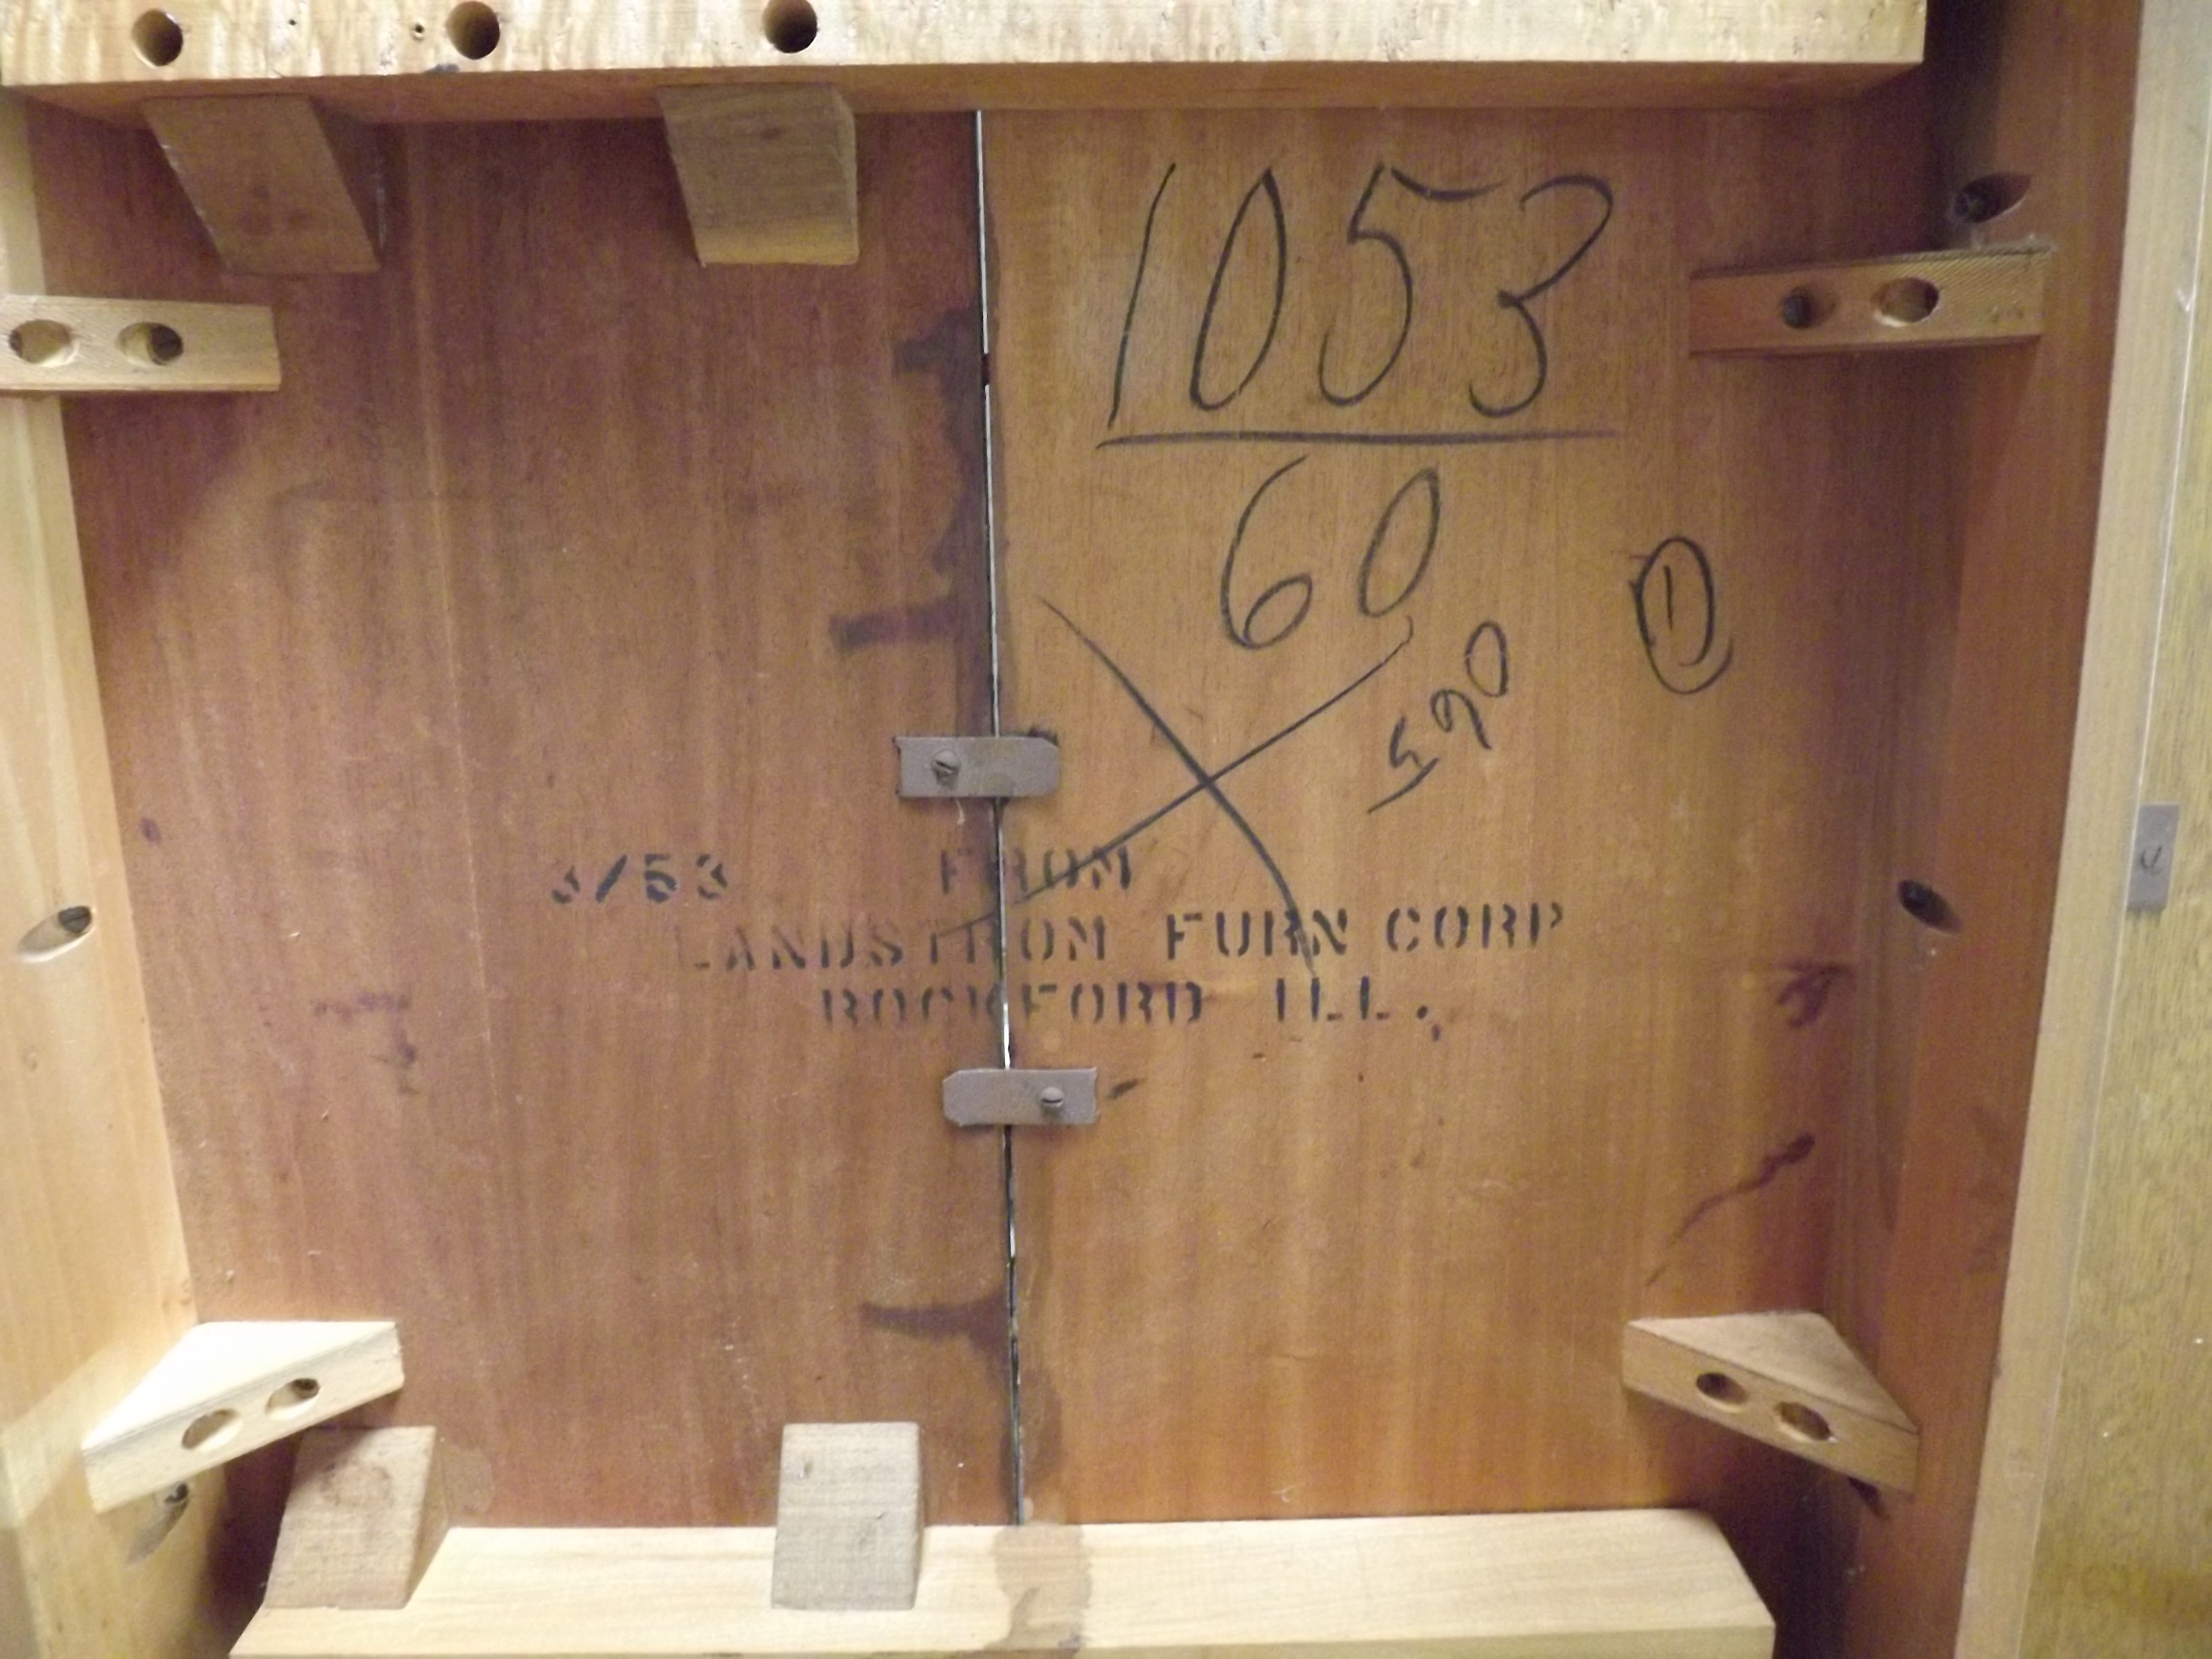 1053
60
1
590
3/53 FROM
LANDSTROM FURN CORP
ROCKFORD ILL.